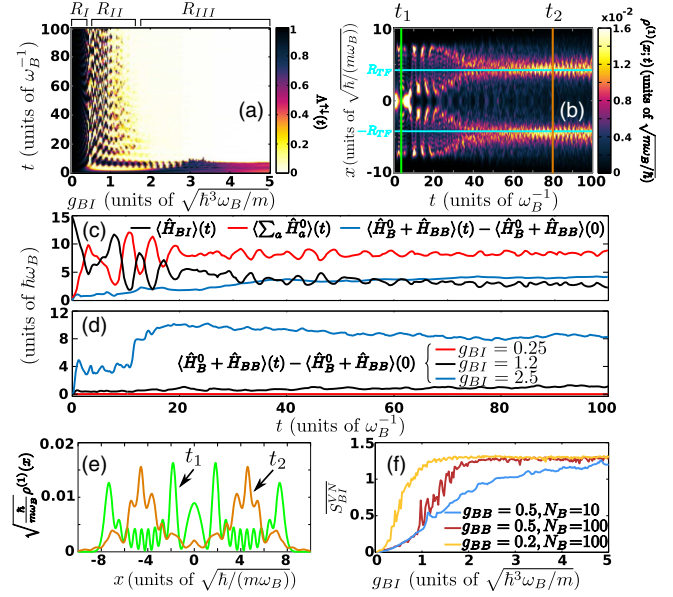 R_I R_II R_III
t_1 t_2
×10^-2
100
80
60
40
20
0
t (units of ω_B^-1)
(a)
0 1 2 3 4 5
g_BI (units of √ħ³ω_B/m)
1
0.8
0.6
0.4
0.2
0
10
0
-10
R_TF
-R_TF
x (units of √ħ/(mω_B))
(b)
0 20 40 60 80 100
t (units of ω_B^-1)
1.6
1.2
0.8
0.4
0
ρ^(1)(x;t) (units of √mω_B/ħ)
(c)
⟨Ĥ_BI⟩(t) ⟨∑_a Ĥ_a^0⟩(t) ⟨Ĥ_B^0 + Ĥ_BB⟩(t) − ⟨Ĥ_B^0 + Ĥ_BB⟩(0)
15
10
5
0
(units of ħω_B)
(d)
12
8
4
0
⟨Ĥ_B^0 + Ĥ_BB⟩(t) − ⟨Ĥ_B^0 + Ĥ_BB⟩(0)
g_BI = 0.25
g_BI = 1.2
g_BI = 2.5
0 20 40 60 80 100
t (units of ω_B^-1)
(e)
t_1 t_2
0.02
0.01
0
√ħ/mω_B ρ^(1)(x)
-8 -4 0 4 8
x (units of √ħ/(mω_B))
(f)
1.5
1
0.5
0
S_BI^VN
g_BB = 0.5, N_B=10
g_BB = 0.5, N_B=100
g_BB = 0.2, N_B=100
0 1 2 3 4 5
g_BI (units of √ħ³ω_B/m)